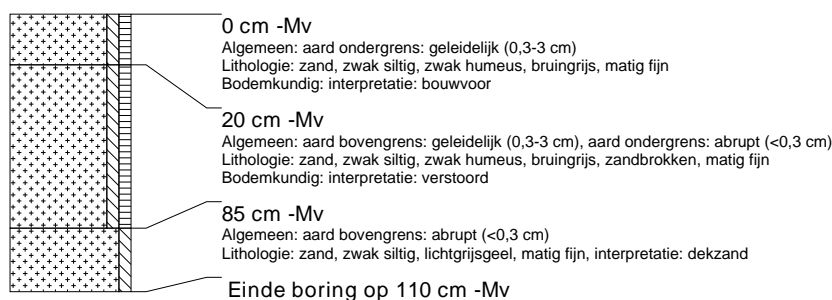 0 cm -Mv
Algemeen: aard ondergrens: geleidelijk (0,3-3 cm)
Lithologie: zand, zwak siltig, zwak humeus, bruingrijs, matig fijn
Bodemkundig: interpretatie: bouwvoor
20 cm -Mv
Algemeen: aard bovengrens: geleidelijk (0,3-3 cm), aard ondergrens: abrupt (<0,3 cm)
Lithologie: zand, zwak siltig, zwak humeus, bruingrijs, zandbrokken, matig fijn
Bodemkundig: interpretatie: verstoord
85 cm -Mv
Algemeen: aard bovengrens: abrupt (<0,3 cm)
Lithologie: zand, zwak siltig, lichtgrijsgeel, matig fijn, interpretatie: dekzand
Einde boring op 110 cm -Mv